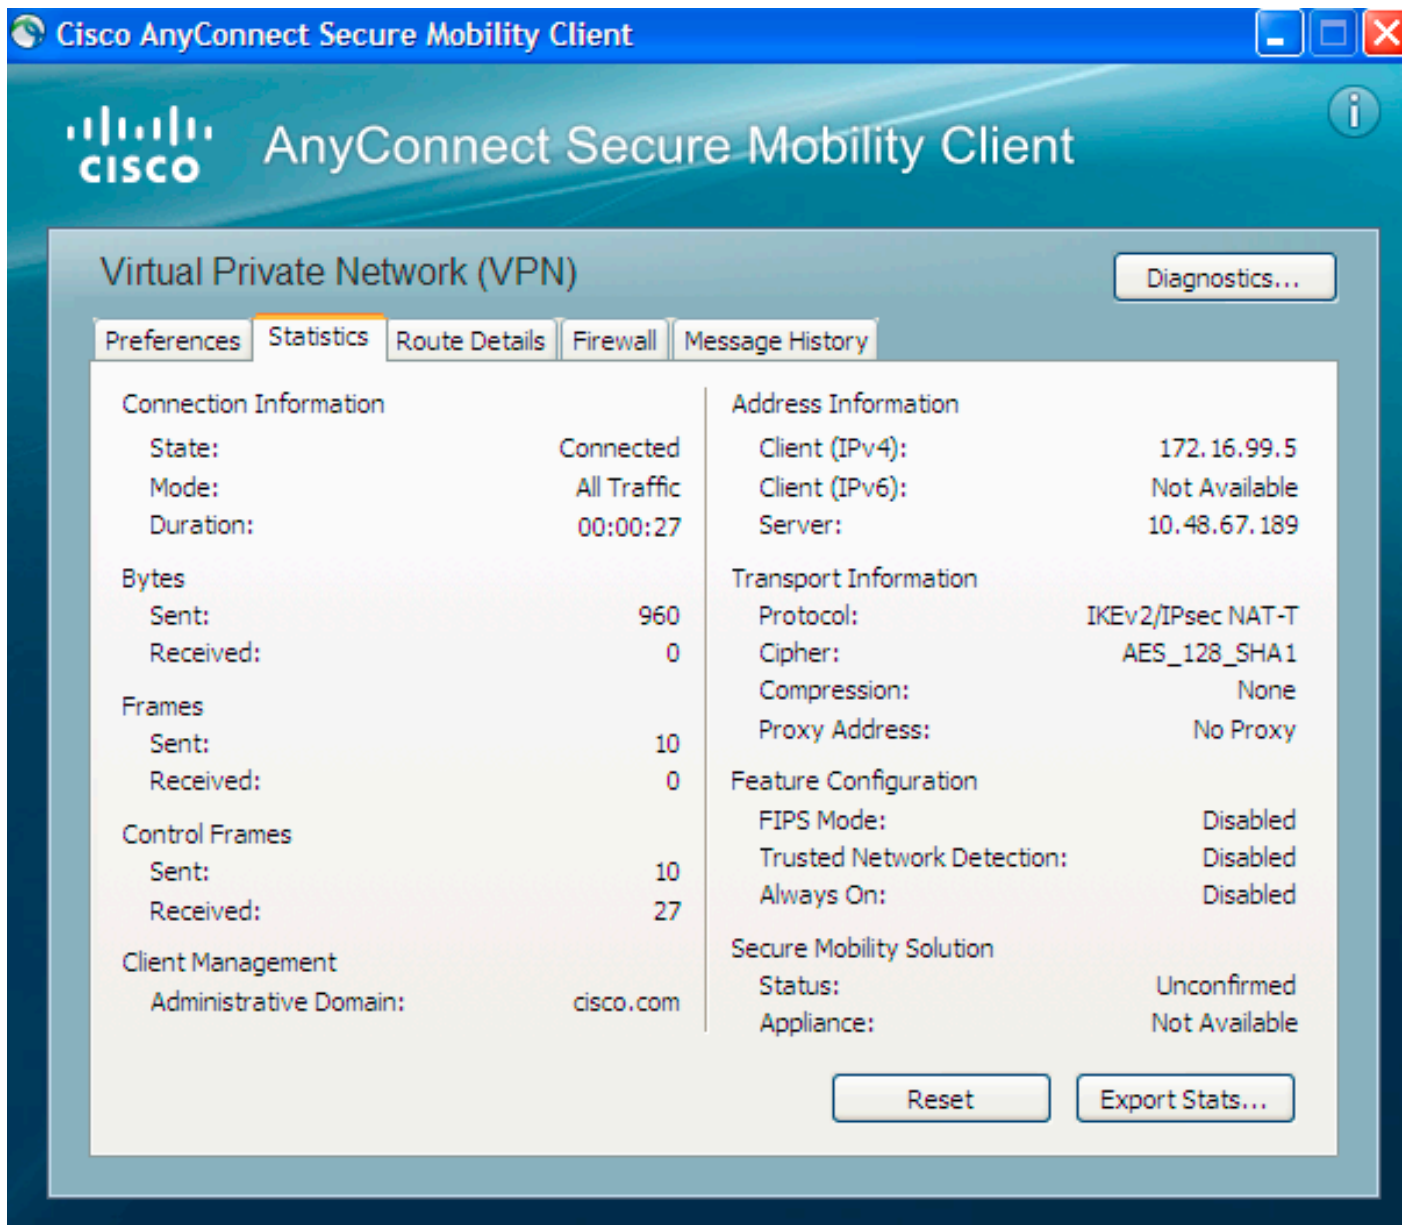 Cisco AnyConnect Secure Mobility Client
CISCO AnyConnect Secure Mobility Client
Virtual Private Network (VPN)
Diagnostics...
Preferences Statistics Route Details Firewall Message History
Connection Information
State: Connected
Mode: All Traffic
Duration: 00:00:27
Bytes
Sent: 960
Received: 0
Frames
Sent: 10
Received: 0
Control Frames
Sent: 10
Received: 27
Client Management
Administrative Domain: cisco.com
Address Information
Client (IPv4): 172.16.99.5
Client (IPv6): Not Available
Server: 10.48.67.189
Transport Information
Protocol: IKEv2/IPsec NAT-T
Cipher: AES_128_SHA1
Compression: None
Proxy Address: No Proxy
Feature Configuration
FIPS Mode: Disabled
Trusted Network Detection: Disabled
Always On: Disabled
Secure Mobility Solution
Status: Unconfirmed
Appliance: Not Available
Reset Export Stats...